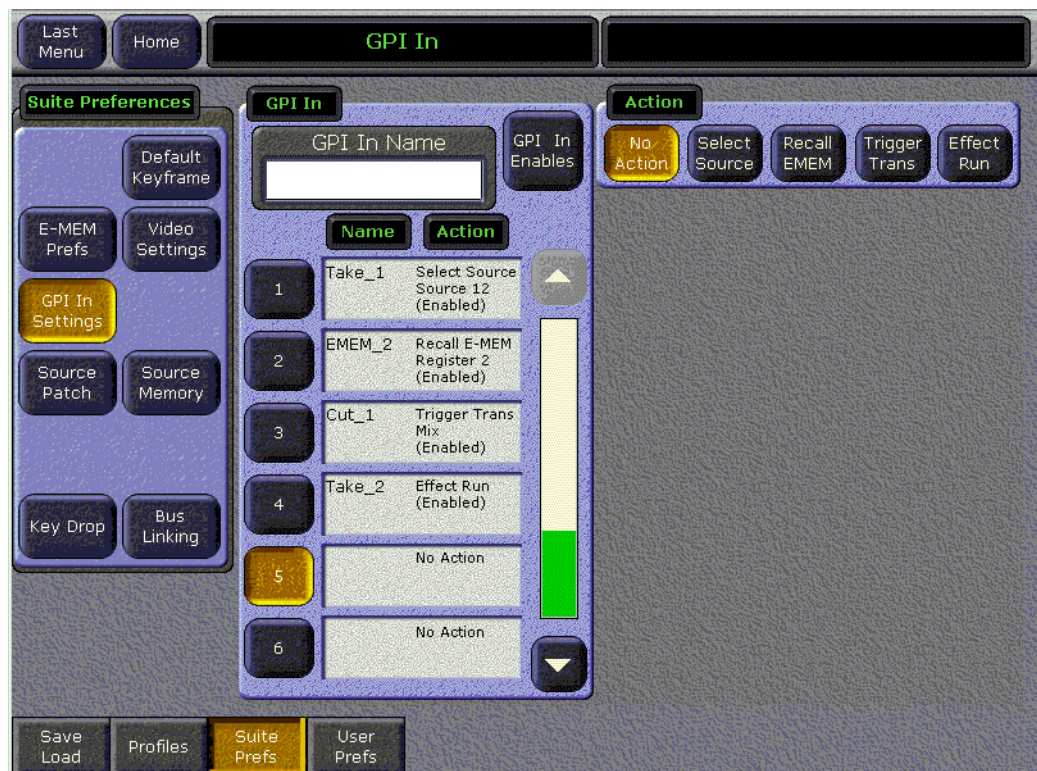 Last
Menu
Home
GPI In
Suite Preferences
Default
Keyframe
E-MEM
Prefs
Video
Settings
GPI In
Settings
Source
Patch
Source
Memory
Key Drop
Bus
Linking
GPI In
GPI In Name
GPI In
Enables
Name
Action
1
Take_1
Select Source
Source 12
(Enabled)
2
EMEM_2
Recall E-MEM
Register 2
(Enabled)
3
Cut_1
Trigger Trans
Mix
(Enabled)
4
Take_2
Effect Run
(Enabled)
5
No Action
6
No Action
Action
No
Action
Select
Source
Recall
EMEM
Trigger
Trans
Effect
Run
Save
Load
Profiles
Suite
Prefs
User
Prefs